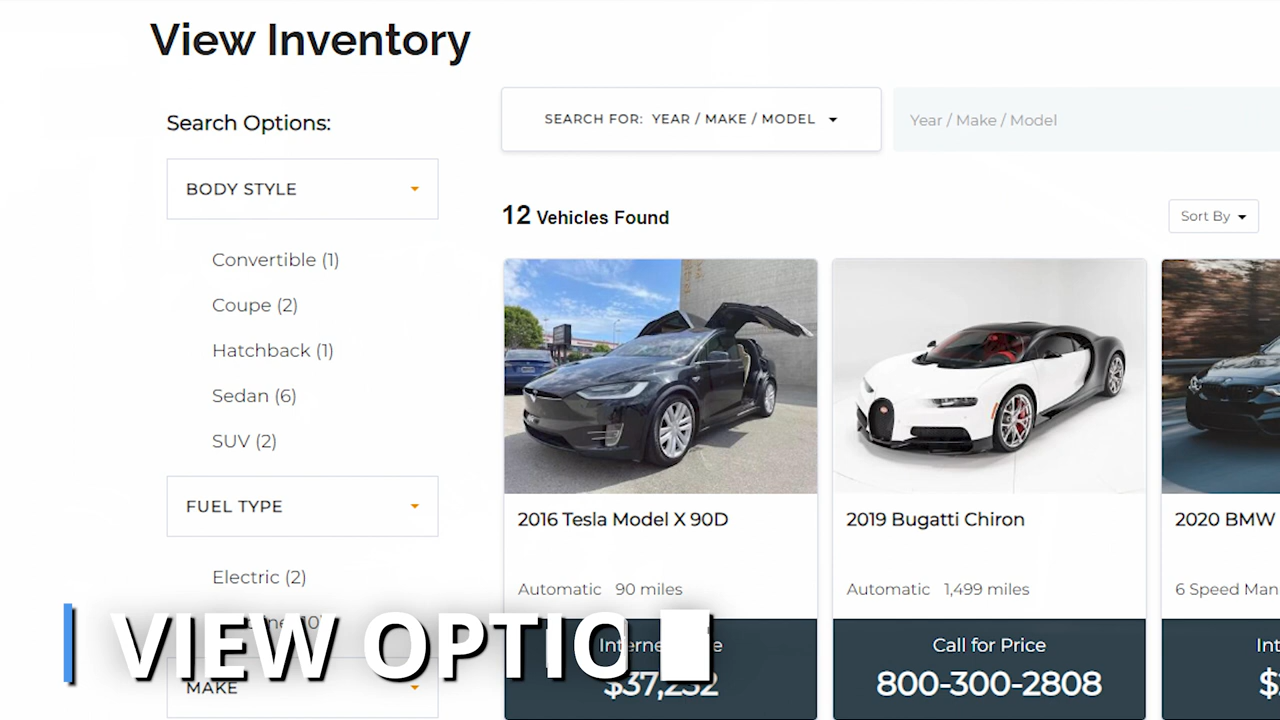 View Inventory
Search Options:
SEARCH FOR: YEAR / MAKE / MODEL
Year / Make / Model
BODY STYLE
12 Vehicles Found
Sort By
Convertible (1)
Coupe (2)
Hatchback (1)
Sedan (6)
SUV (2)
FUEL TYPE
2016 Tesla Model X 90D
2019 Bugatti Chiron
2020 BMW
Electric (2)
Automatic 90 miles
Automatic 1,499 miles
6 Speed Man
VIEW OPTIO
Call for Price
$37,232
800-300-2808
MAKE